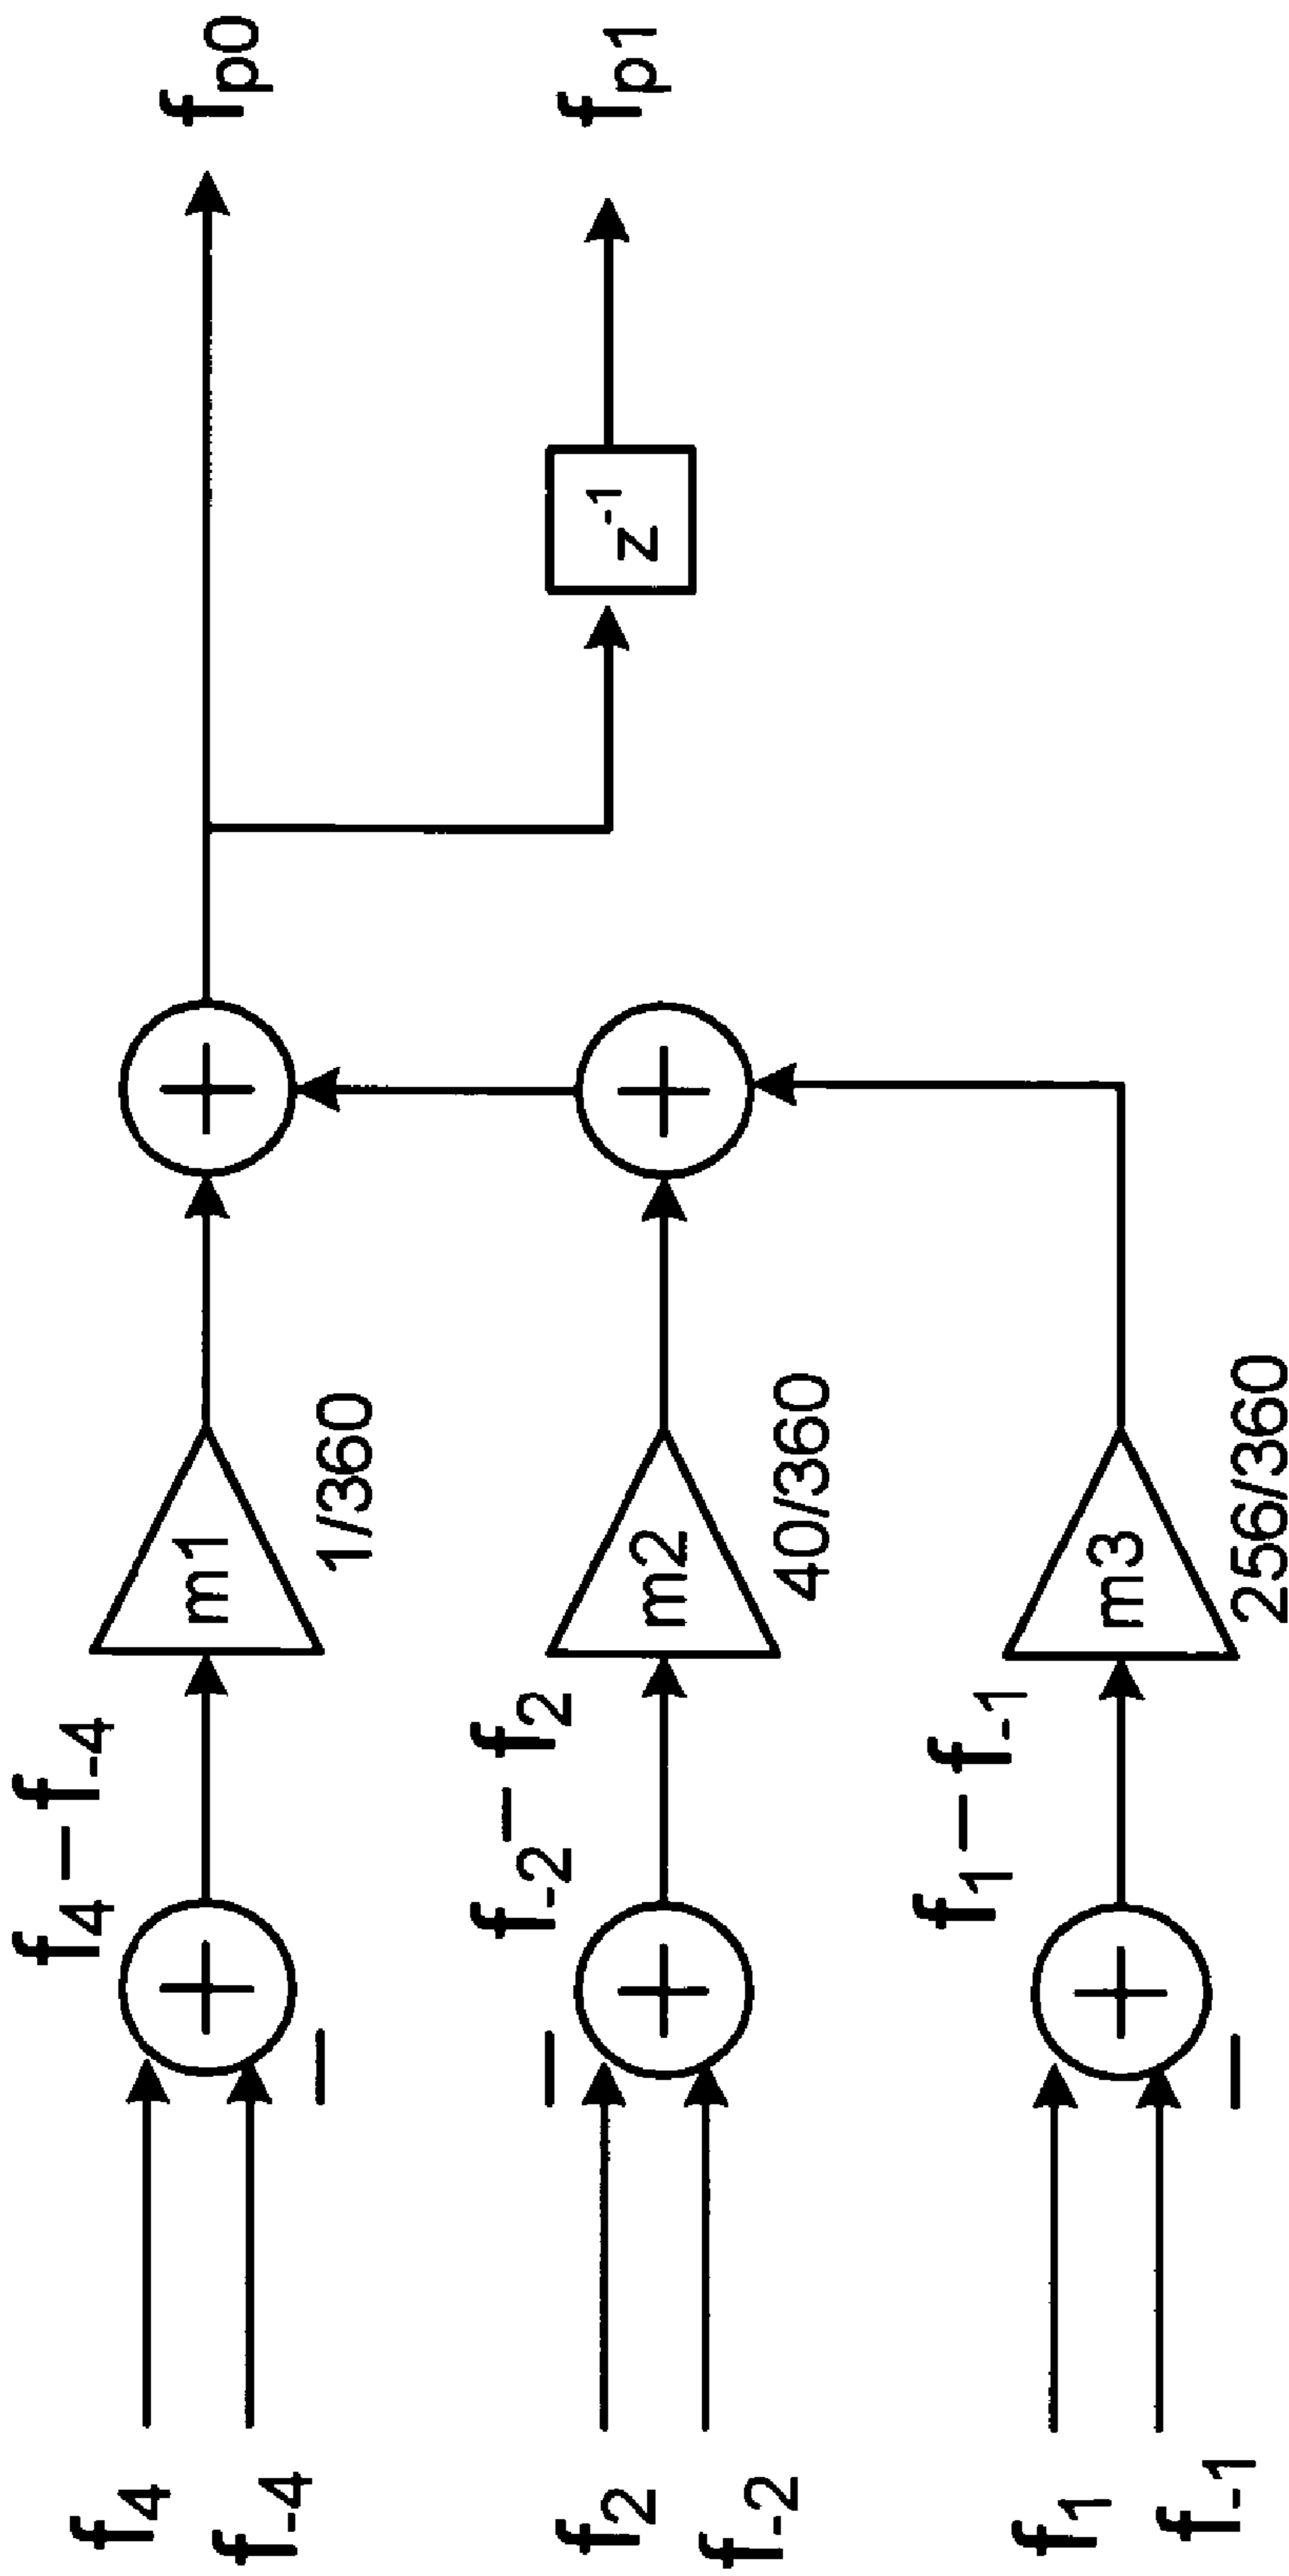 f4
f-4
−
+
f4 − f-4
m1
1/360
+
fp0
f2
f-2
−
+
f-2 − f2
m2
40/360
+
z-1
fp1
f1
f-1
−
+
f1 − f-1
m3
256/360